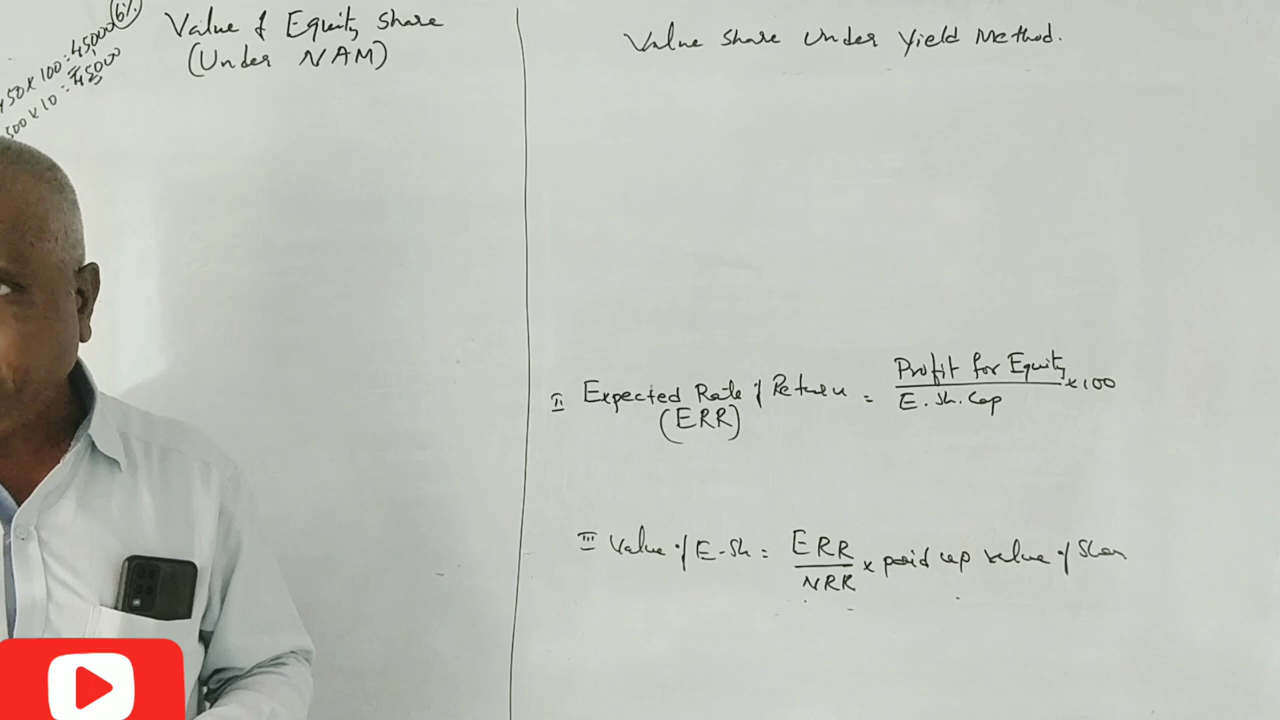 450×100=45000 6%
4500×10=45000
Value of Equity Share
(Under NAM)
Value share Under Yield Method.
II Expected Rate of Return = Profit for Equity / E. Sh. Cap × 100
(ERR)
III Value of E-Sh = ERR / NRR × paid up value of Share